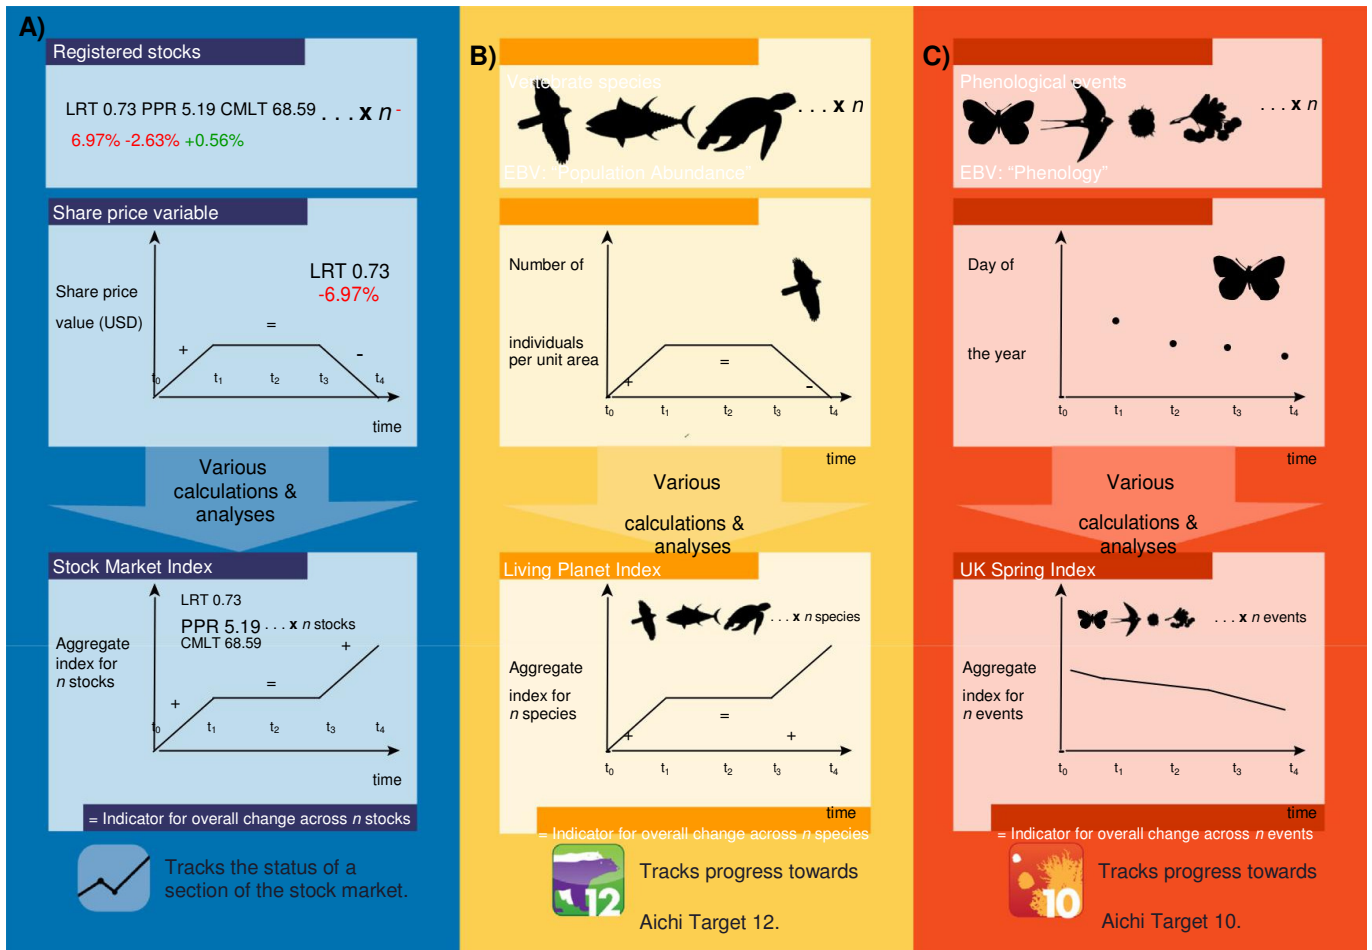 A)
Registered stocks
LRT 0.73 PPR 5.19 CMLT 68.59 . . . x n -
6.97% -2.63% +0.56%
Share price variable
LRT 0.73
-6.97%
Share price
value (USD)
=
+
-
t0 t1 t2 t3 t4
time
Various
calculations &
analyses
Stock Market Index
LRT 0.73
PPR 5.19 . . . x n stocks
CMLT 68.59
+
Aggregate
index for
n stocks
=
+
t0 t1 t2 t3 t4
time
= Indicator for overall change across n stocks
Tracks the status of a
section of the stock market.
B)
Vertebrate species
. . . x n
EBV: “Population Abundance”
Number of
individuals
per unit area
=
+
-
t0 t1 t2 t3 t4
time
Various
calculations &
analyses
Living Planet Index
. . . x n species
Aggregate
index for
n species
=
+
+
t0 t1 t2 t3 t4
time
= Indicator for overall change across n species
12
Tracks progress towards
Aichi Target 12.
C)
Phenological events
. . . x n
EBV: “Phenology”
Day of
the year
t0 t1 t2 t3 t4
time
Various
calculations &
analyses
UK Spring Index
. . . x n events
Aggregate
index for
n events
t0 t1 t2 t3 t4
time
= Indicator for overall change across n events
10
Tracks progress towards
Aichi Target 10.